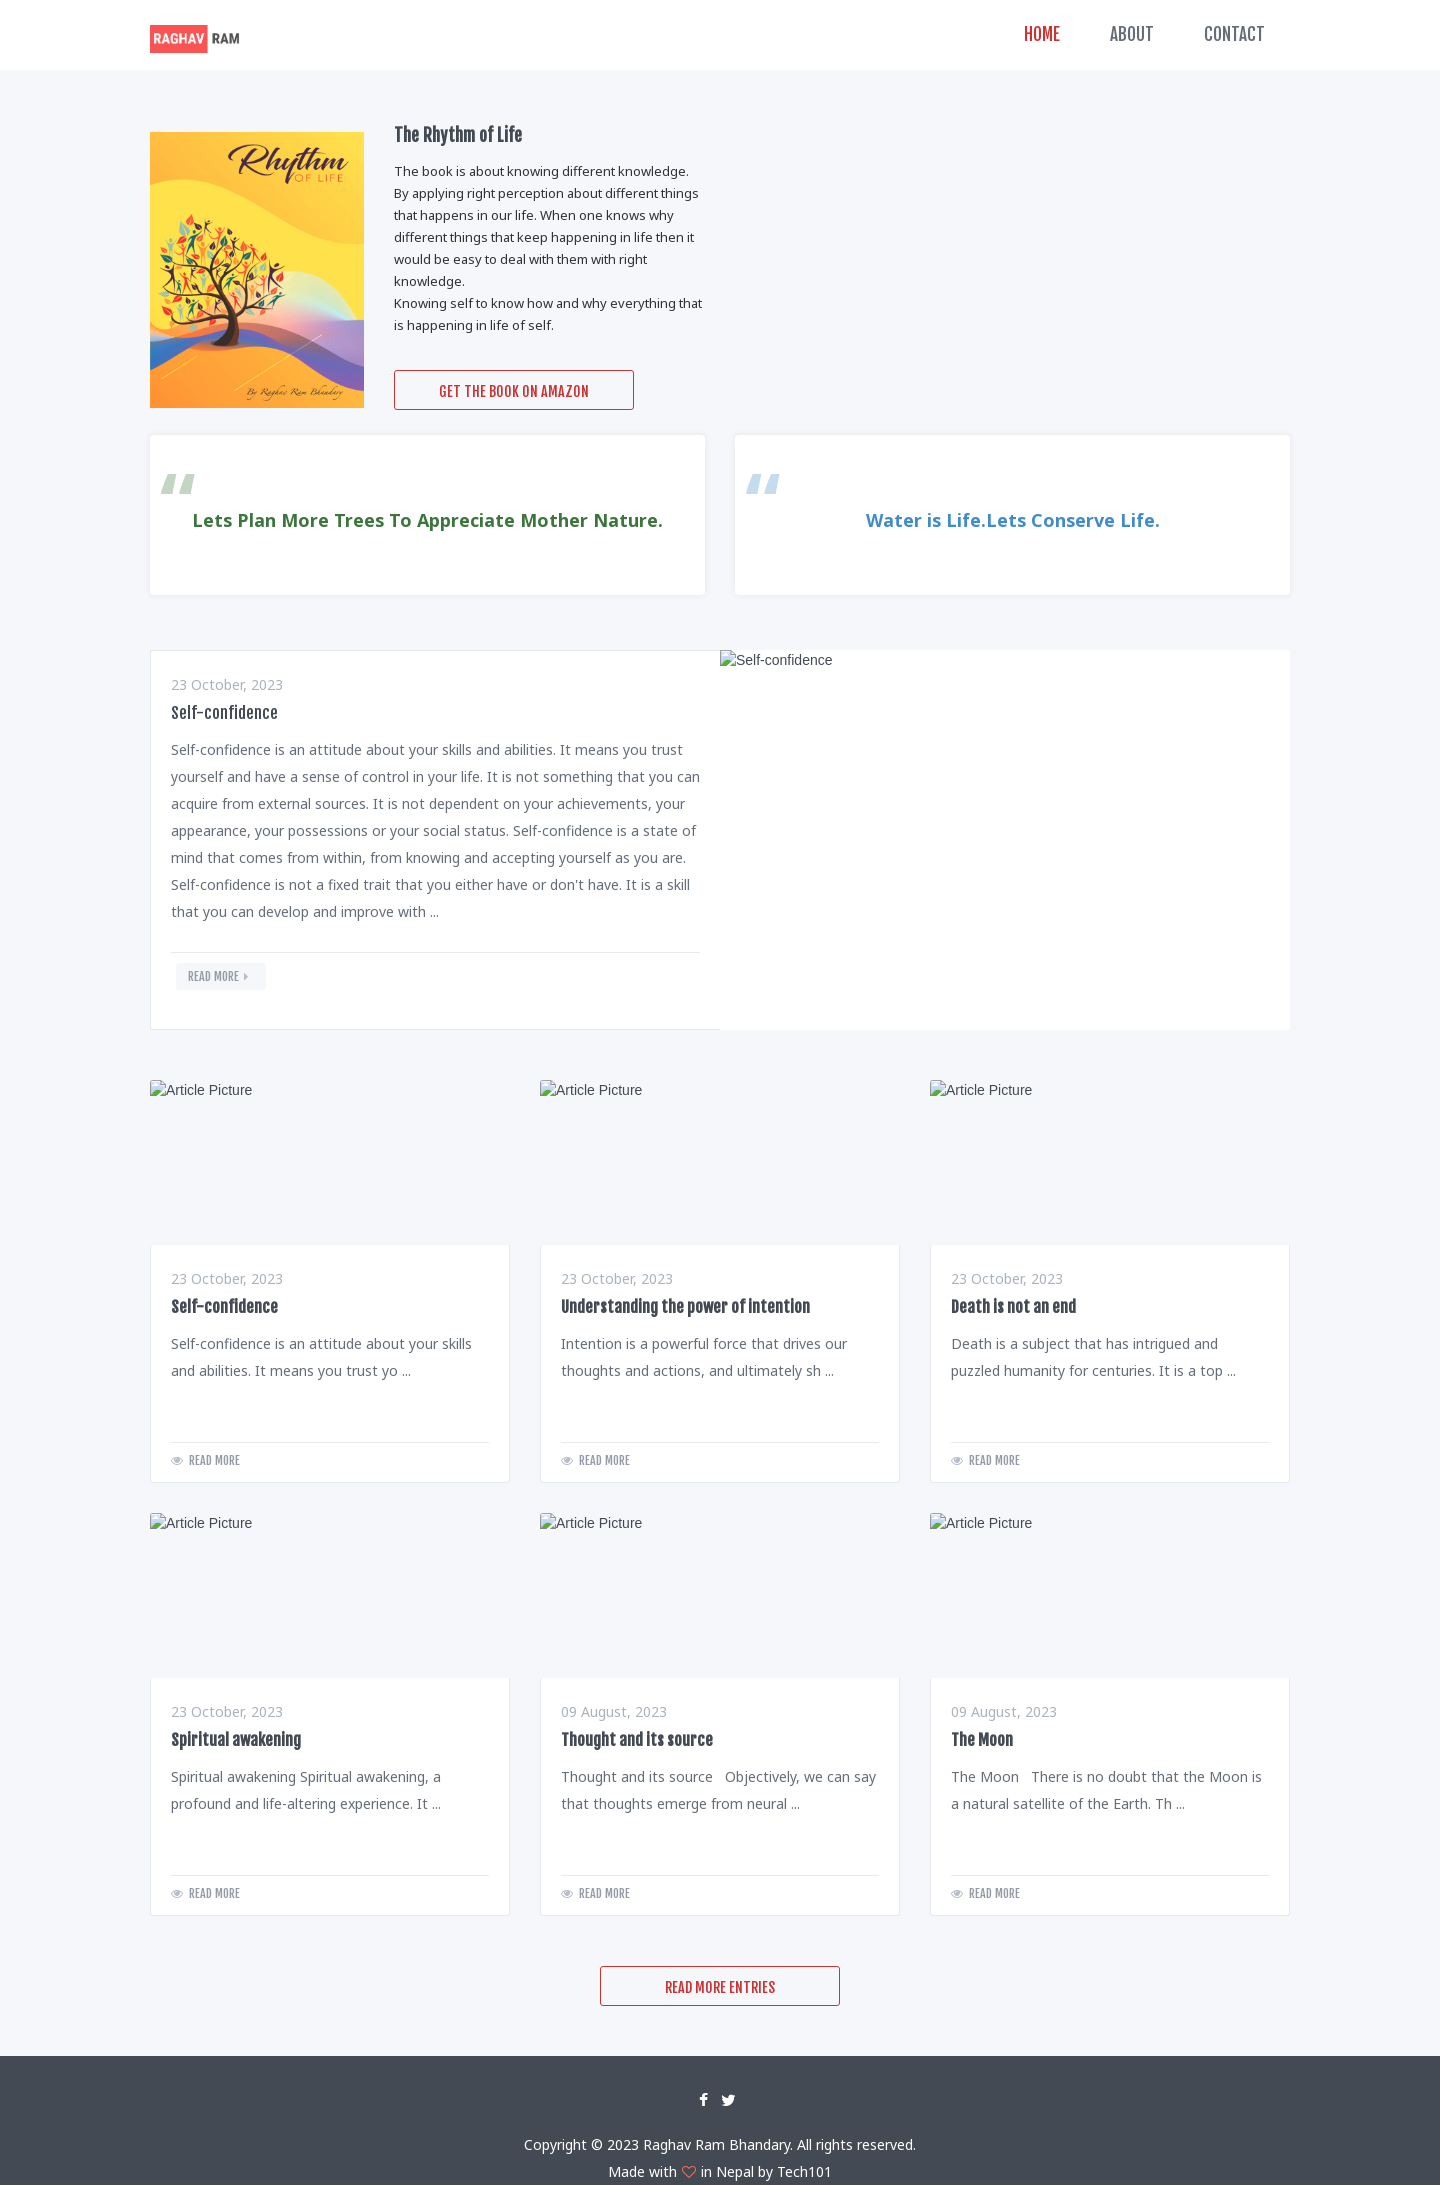 RAGHAV RAM
HOME ABOUT CONTACT
Rhythm
OF LIFE
By Raghav Ram Bhandary
The Rhythm of Life
The book is about knowing different knowledge.
By applying right perception about different things
that happens in our life. When one knows why
different things that keep happening in life then it
would be easy to deal with them with right
knowledge.
Knowing self to know how and why everything that
is happening in life of self.
GET THE BOOK ON AMAZON
“
Lets Plan More Trees To Appreciate Mother Nature.
“
Water is Life.Lets Conserve Life.
23 October, 2023
Self-confidence
Self-confidence is an attitude about your skills and abilities. It means you trust
yourself and have a sense of control in your life. It is not something that you can
acquire from external sources. It is not dependent on your achievements, your
appearance, your possessions or your social status. Self-confidence is a state of
mind that comes from within, from knowing and accepting yourself as you are.
Self-confidence is not a fixed trait that you either have or don't have. It is a skill
that you can develop and improve with ...
READ MORE
Self-confidence
Article Picture
23 October, 2023
Self-confidence
Self-confidence is an attitude about your skills
and abilities. It means you trust yo ...
READ MORE
Article Picture
23 October, 2023
Understanding the power of intention
Intention is a powerful force that drives our
thoughts and actions, and ultimately sh ...
READ MORE
Article Picture
23 October, 2023
Death is not an end
Death is a subject that has intrigued and
puzzled humanity for centuries. It is a top ...
READ MORE
Article Picture
23 October, 2023
Spiritual awakening
Spiritual awakening Spiritual awakening, a
profound and life-altering experience. It ...
READ MORE
Article Picture
09 August, 2023
Thought and its source
Thought and its source   Objectively, we can say
that thoughts emerge from neural ...
READ MORE
Article Picture
09 August, 2023
The Moon
The Moon   There is no doubt that the Moon is
a natural satellite of the Earth. Th ...
READ MORE
READ MORE ENTRIES
Copyright © 2023 Raghav Ram Bhandary. All rights reserved.
Made with ♡ in Nepal by Tech101